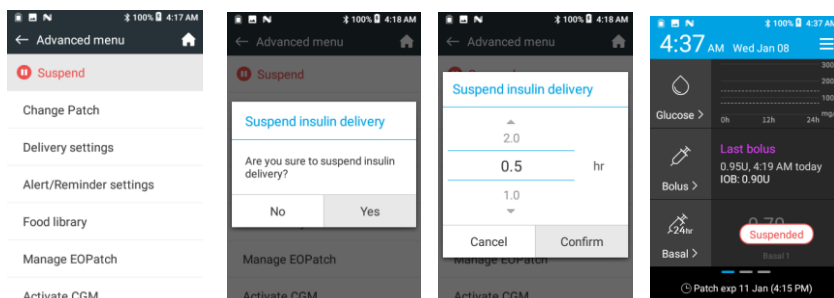 100% 4:17 AM
Advanced menu
Suspend
Change Patch
Delivery settings
Alert/Reminder settings
Food library
Manage EOPatch
Activate CGM
100% 4:18 AM
Advanced menu
Suspend
Suspend insulin delivery
Are you sure to suspend insulin
delivery?
No Yes
Manage EOPatch
Activate CGM
100% 4:18 AM
Advanced menu
Suspend insulin delivery
2.0
0.5 hr
1.0
Cancel Confirm
Manage EOPatch
Activate CGM
100% 4:37 AM
4:37 AM Wed Jan 08
300
200
100
Glucose >
0h 12h 24h
Last bolus
0.95U, 4:19 AM today
IOB: 0.90U
Bolus >
24hr
Suspended
Basal >
Basal 1
Patch exp 11 Jan (4:15 PM)